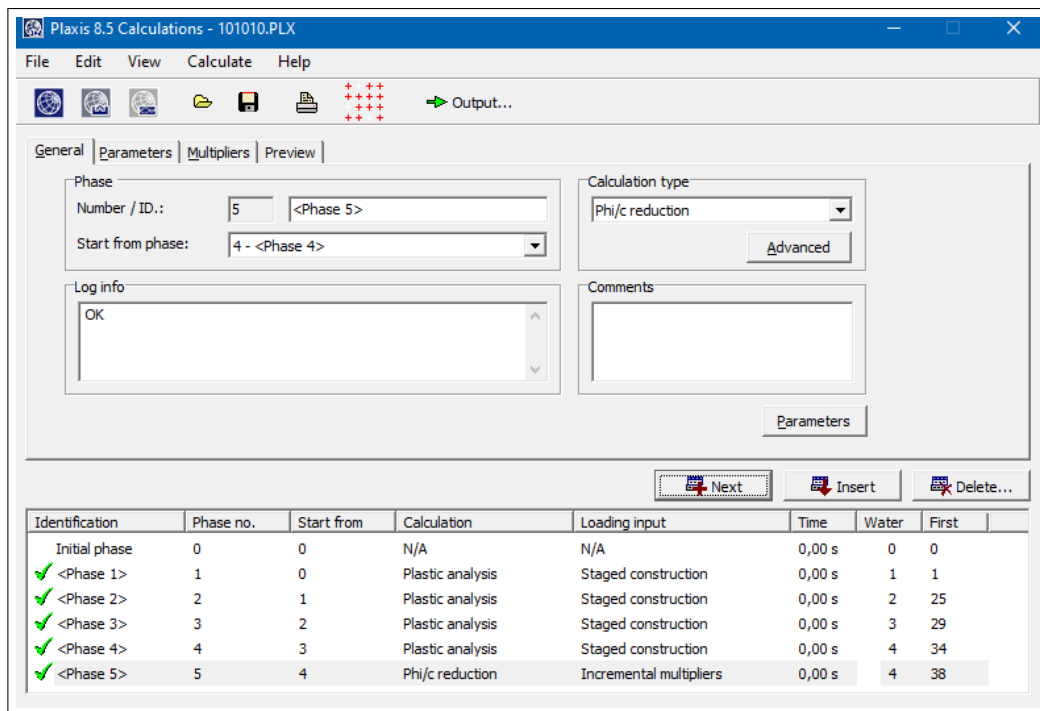 Plaxis 8.5 Calculations - 101010.PLX
File Edit View Calculate Help
Output...
General Parameters Multipliers Preview
Phase
Number / ID.: 5 <Phase 5>
Start from phase: 4 - <Phase 4>
Calculation type
Phi/c reduction
Advanced
Log info
OK
Comments
Parameters
Next Insert Delete...
Identification Phase no. Start from Calculation Loading input Time Water First
Initial phase 0 0 N/A N/A 0,00 s 0 0
<Phase 1> 1 0 Plastic analysis Staged construction 0,00 s 1 1
<Phase 2> 2 1 Plastic analysis Staged construction 0,00 s 2 25
<Phase 3> 3 2 Plastic analysis Staged construction 0,00 s 3 29
<Phase 4> 4 3 Plastic analysis Staged construction 0,00 s 4 34
<Phase 5> 5 4 Phi/c reduction Incremental multipliers 0,00 s 4 38